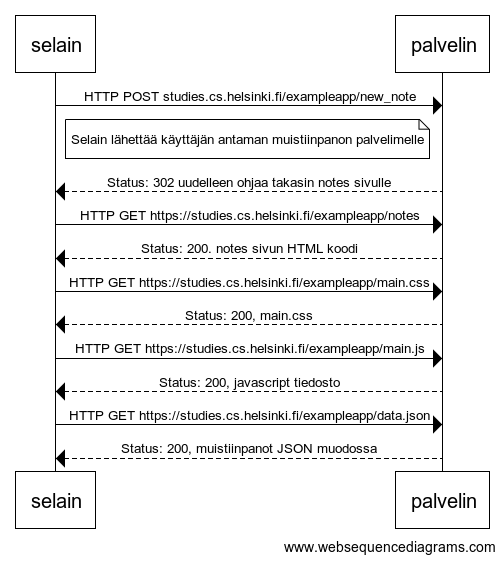 selain palvelin
HTTP POST studies.cs.helsinki.fi/exampleapp/new_note
Selain lähettää käyttäjän antaman muistiinpanon palvelimelle
Status: 302 uudelleen ohjaa takasin notes sivulle
HTTP GET https://studies.cs.helsinki.fi/exampleapp/notes
Status: 200. notes sivun HTML koodi
HTTP GET https://studies.cs.helsinki.fi/exampleapp/main.css
Status: 200, main.css
HTTP GET https://studies.cs.helsinki.fi/exampleapp/main.js
Status: 200, javascript tiedosto
HTTP GET https://studies.cs.helsinki.fi/exampleapp/data.json
Status: 200, muistiinpanot JSON muodossa
selain palvelin
www.websequencediagrams.com